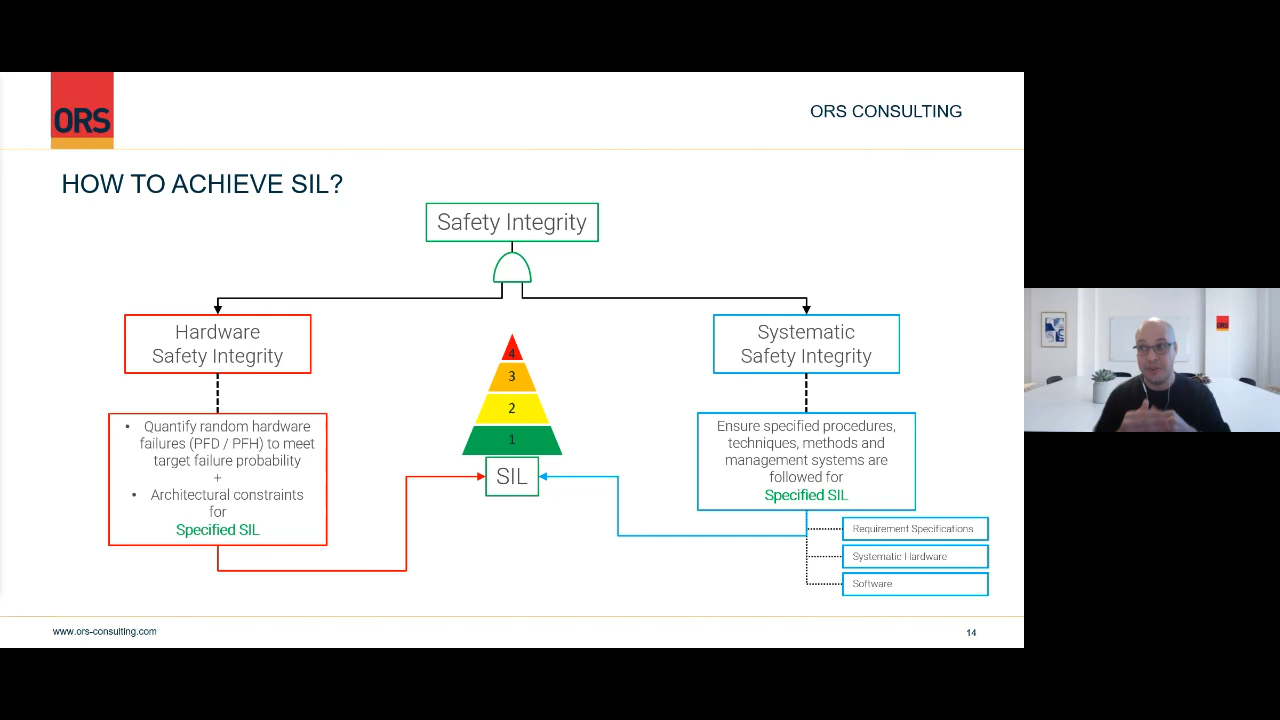 ORS
ORS CONSULTING
HOW TO ACHIEVE SIL?
Safety Integrity
Hardware
Safety Integrity
Systematic
Safety Integrity
4
3
2
1
SIL
• Quantify random hardware
failures (PFD / PFH) to meet
target failure probability
+
• Architectural constraints
for
Specified SIL
Ensure specified procedures,
techniques, methods and
management systems are
followed for
Specified SIL
Requirement Specifications
Systematic Hardware
Software
www.ors-consulting.com
14
ORS